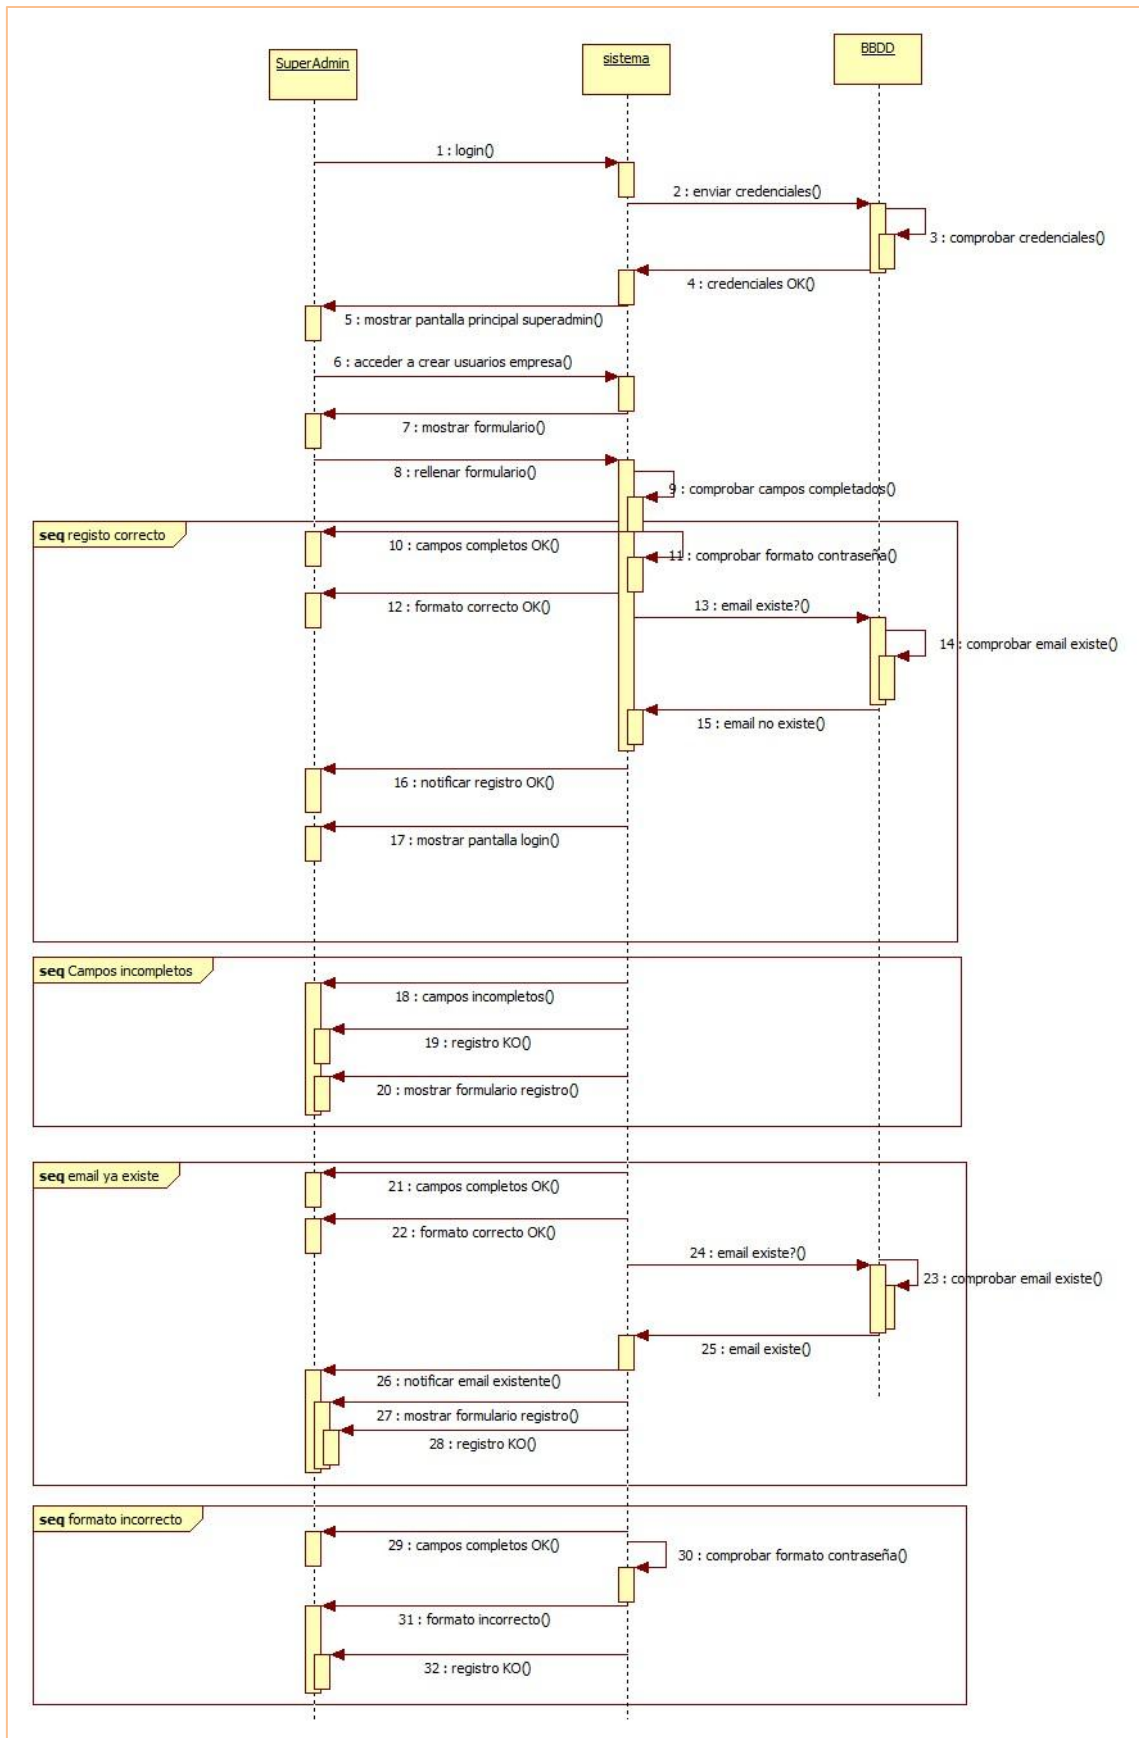 SuperAdmin
sistema
BBDD
1 : login()
2 : enviar credenciales()
3 : comprobar credenciales()
4 : credenciales OK()
5 : mostrar pantalla principal superadmin()
6 : acceder a crear usuarios empresa()
7 : mostrar formulario()
8 : rellenar formulario()
9 : comprobar campos completados()
seq registo correcto
10 : campos completos OK()
11 : comprobar formato contraseña()
12 : formato correcto OK()
13 : email existe?()
14 : comprobar email existe()
15 : email no existe()
16 : notificar registro OK()
17 : mostrar pantalla login()
seq Campos incompletos
18 : campos incompletos()
19 : registro KO()
20 : mostrar formulario registro()
seq email ya existe
21 : campos completos OK()
22 : formato correcto OK()
24 : email existe?()
23 : comprobar email existe()
25 : email existe()
26 : notificar email existente()
27 : mostrar formulario registro()
28 : registro KO()
seq formato incorrecto
29 : campos completos OK()
30 : comprobar formato contraseña()
31 : formato incorrecto()
32 : registro KO()